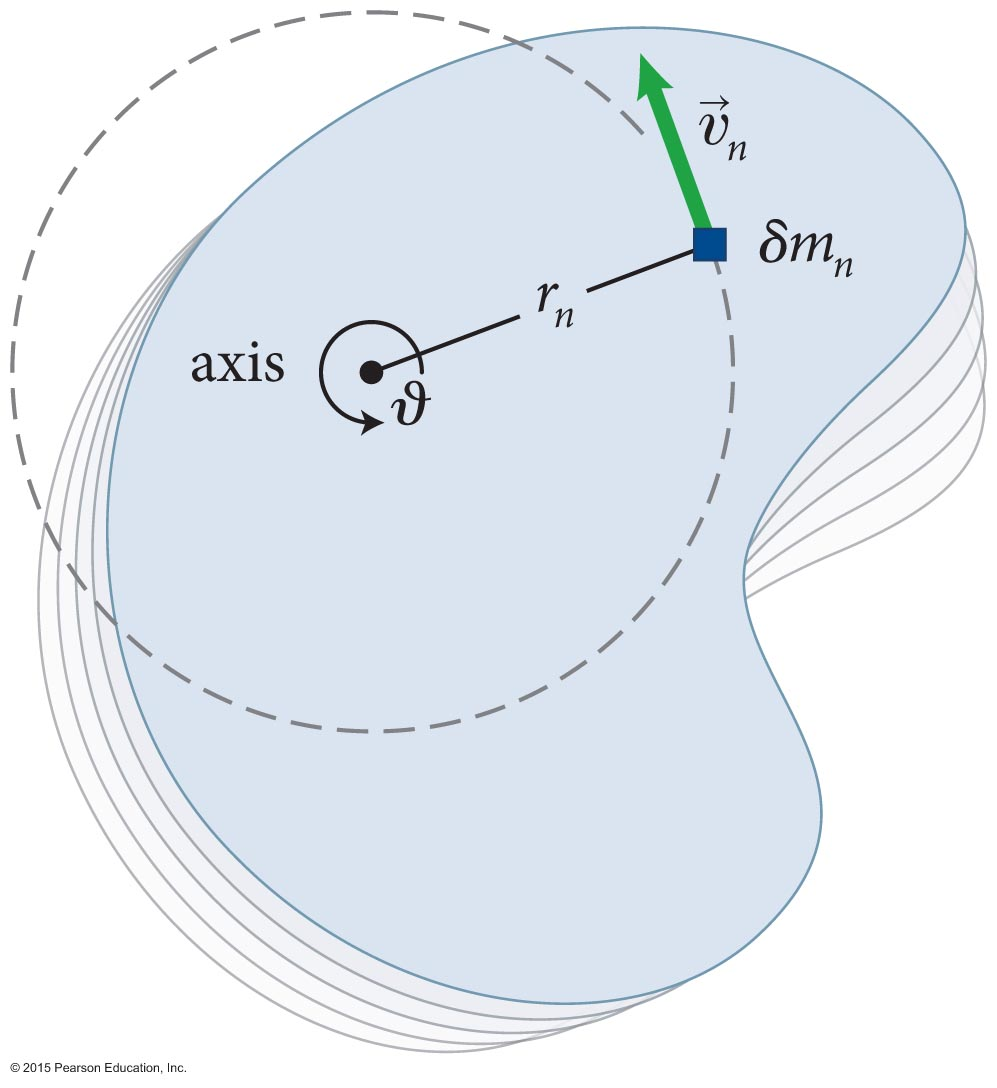 v⃗ₙ
δmₙ
rₙ
axis
ϑ
© 2015 Pearson Education, Inc.